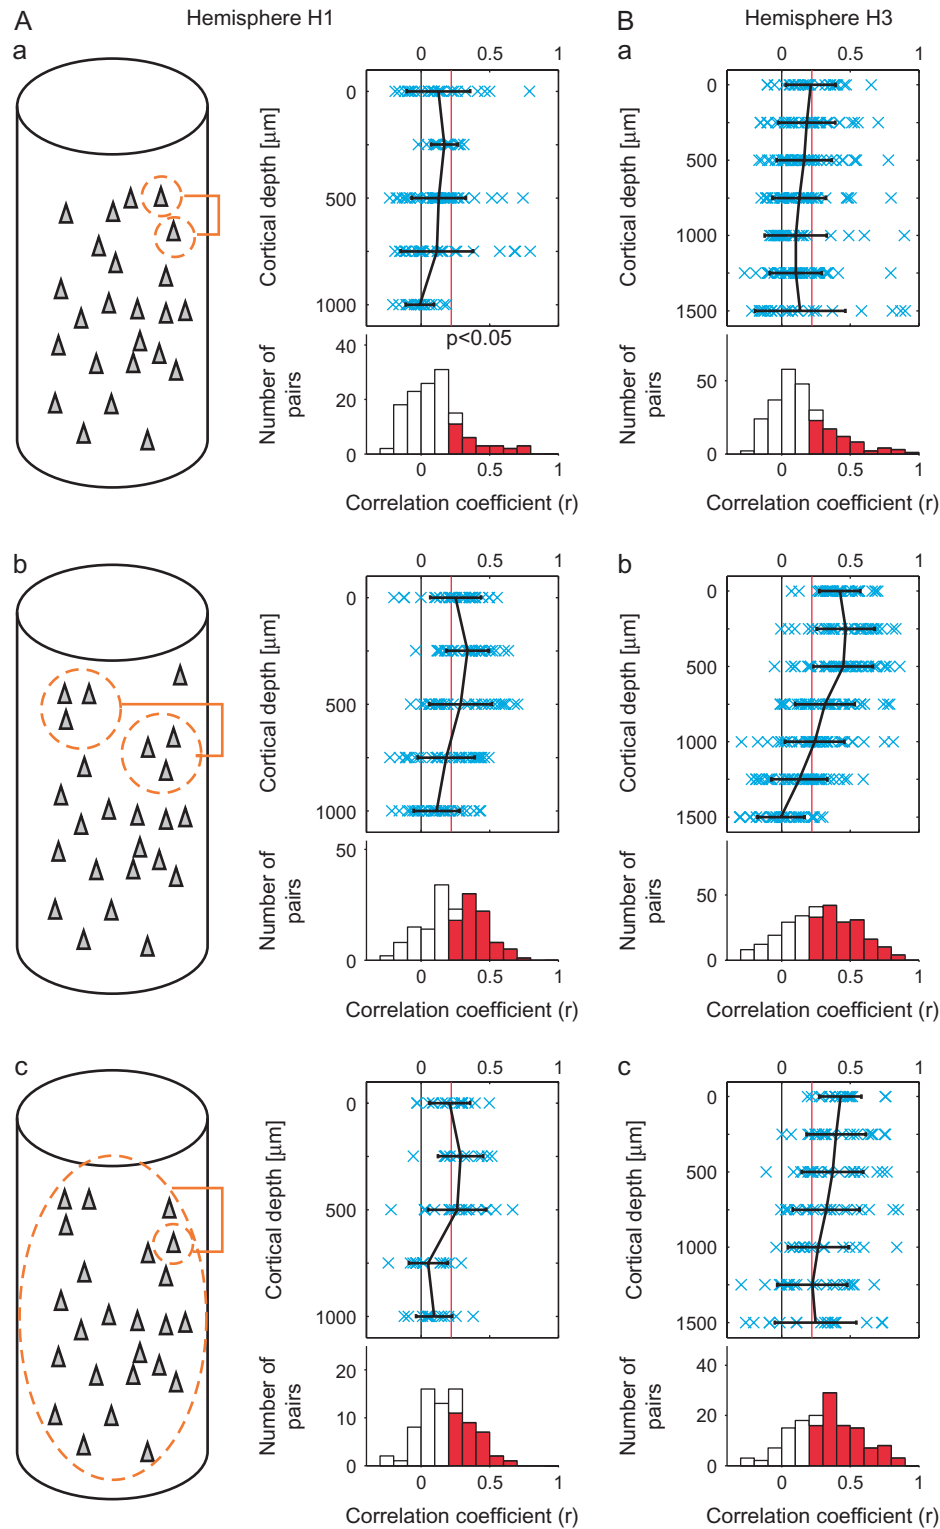 A
Hemisphere H1
B
Hemisphere H3
a
0 0.5 1
Cortical depth [µm]
0
500
1000
p<0.05
Number of
pairs
40
20
0
0 0.5 1
Correlation coefficient (r)
a
0 0.5 1
Cortical depth [µm]
0
500
1000
1500
Number of
pairs
50
0
0 0.5 1
Correlation coefficient (r)
b
0 0.5 1
Cortical depth [µm]
0
500
1000
Number of
pairs
50
0
0 0.5 1
Correlation coefficient (r)
b
0 0.5 1
Cortical depth [µm]
0
500
1000
1500
Number of
pairs
50
0
0 0.5 1
Correlation coefficient (r)
c
0 0.5 1
Cortical depth [µm]
0
500
1000
Number of
pairs
20
10
0
0 0.5 1
Correlation coefficient (r)
c
0 0.5 1
Cortical depth [µm]
0
500
1000
1500
Number of
pairs
40
20
0
0 0.5 1
Correlation coefficient (r)